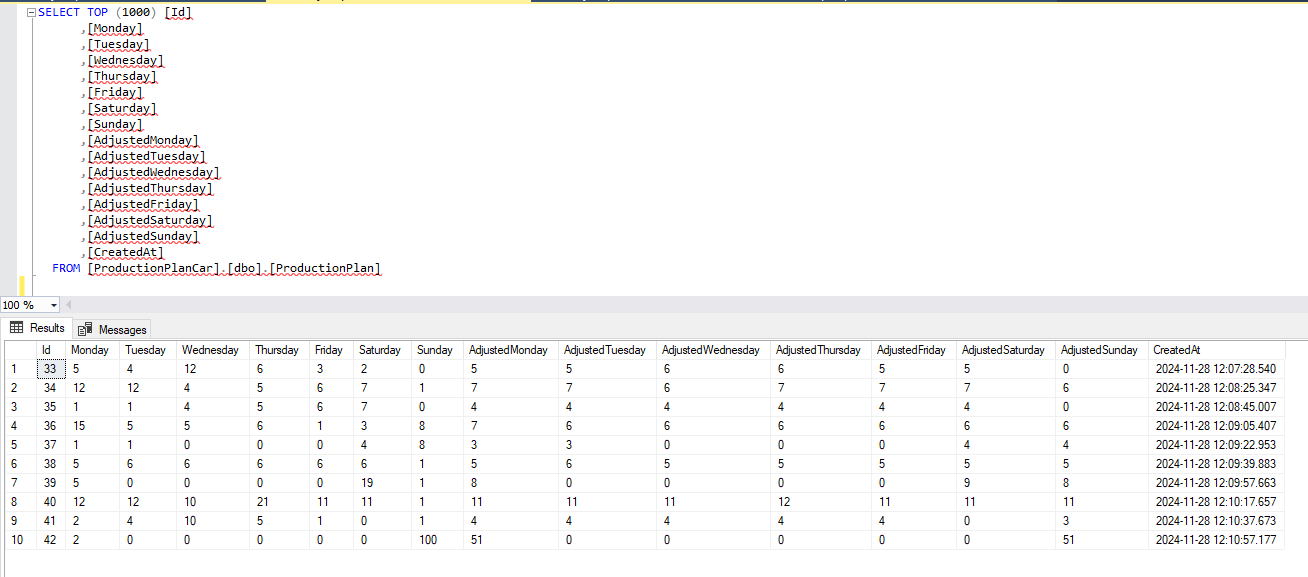 SELECT TOP (1000) [Id]
,[Monday]
,[Tuesday]
,[Wednesday]
,[Thursday]
,[Friday]
,[Saturday]
,[Sunday]
,[AdjustedMonday]
,[AdjustedTuesday]
,[AdjustedWednesday]
,[AdjustedThursday]
,[AdjustedFriday]
,[AdjustedSaturday]
,[AdjustedSunday]
,[CreatedAt]
FROM [ProductionPlanCar].[dbo].[ProductionPlan]
100 %
Results Messages
Id Monday Tuesday Wednesday Thursday Friday Saturday Sunday AdjustedMonday AdjustedTuesday AdjustedWednesday AdjustedThursday AdjustedFriday AdjustedSaturday AdjustedSunday CreatedAt
1 33 5 4 12 6 3 2 0 5 5 6 6 5 5 0 2024-11-28 12:07:28.540
2 34 12 12 4 5 6 7 1 7 7 6 7 7 7 6 2024-11-28 12:08:25.347
3 35 1 1 4 5 6 7 0 4 4 4 4 4 4 0 2024-11-28 12:08:45.007
4 36 15 5 5 6 1 3 8 7 6 6 6 6 6 6 2024-11-28 12:09:05.407
5 37 1 1 0 0 0 4 8 3 3 0 0 0 4 4 2024-11-28 12:09:22.953
6 38 5 6 6 6 6 6 1 5 6 5 5 5 5 5 2024-11-28 12:09:39.883
7 39 5 0 0 0 0 19 1 8 0 0 0 0 9 8 2024-11-28 12:09:57.663
8 40 12 12 10 21 11 11 1 11 11 11 12 11 11 11 2024-11-28 12:10:17.657
9 41 2 4 10 5 1 0 1 4 4 4 4 4 0 3 2024-11-28 12:10:37.673
10 42 2 0 0 0 0 0 100 51 0 0 0 0 0 51 2024-11-28 12:10:57.177